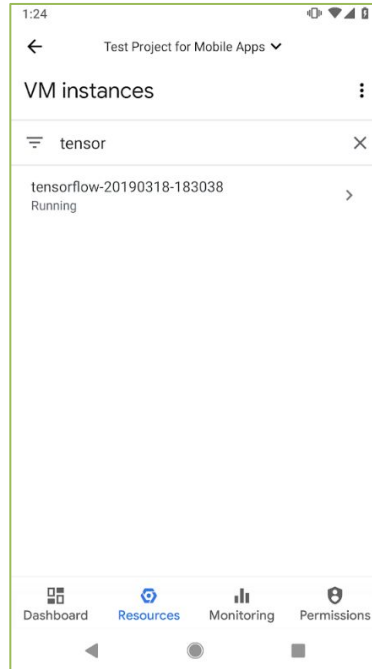 1:24
Test Project for Mobile Apps
VM instances
tensor
tensorflow-20190318-183038
Running
Dashboard Resources Monitoring Permissions